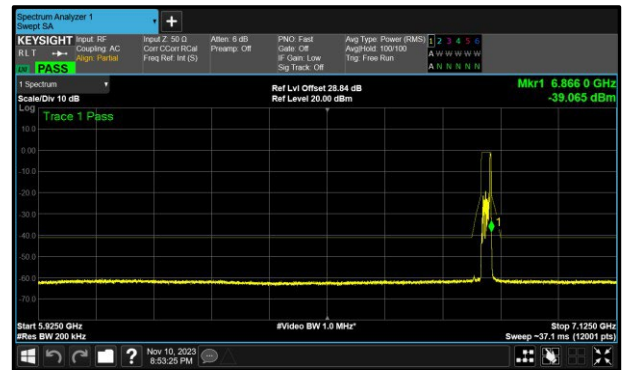 Spectrum Analyzer 1
Swept SA
+
KEYSIGHT Input: RF
RLT Coupling: AC
Align: Partial
PASS
Input Z: 50 Ω
Corr CCorr RCal
Freq Ref: Int (S)
Atten: 6 dB
Preamp: Off
PNO: Fast
Gate: Off
IF Gain: Low
Sig Track: Off
Avg Type: Power (RMS)
Avg|Hold: 100/100
Trig: Free Run
1 2 3 4 5 6
A W W W W W
A N N N N N
1 Spectrum
Scale/Div 10 dB
Ref Lvl Offset 28.84 dB
Ref Level 20.00 dBm
Mkr1 6.866 0 GHz
-39.065 dBm
Log
Trace 1 Pass
10.0
0.00
-10.0
-20.0
-30.0
1
-40.0
-50.0
-60.0
-70.0
Start 5.9250 GHz
#Res BW 200 kHz
#Video BW 1.0 MHz*
Stop 7.1250 GHz
Sweep ~37.1 ms (12001 pts)
?
Nov 10, 2023
8:53:25 PM